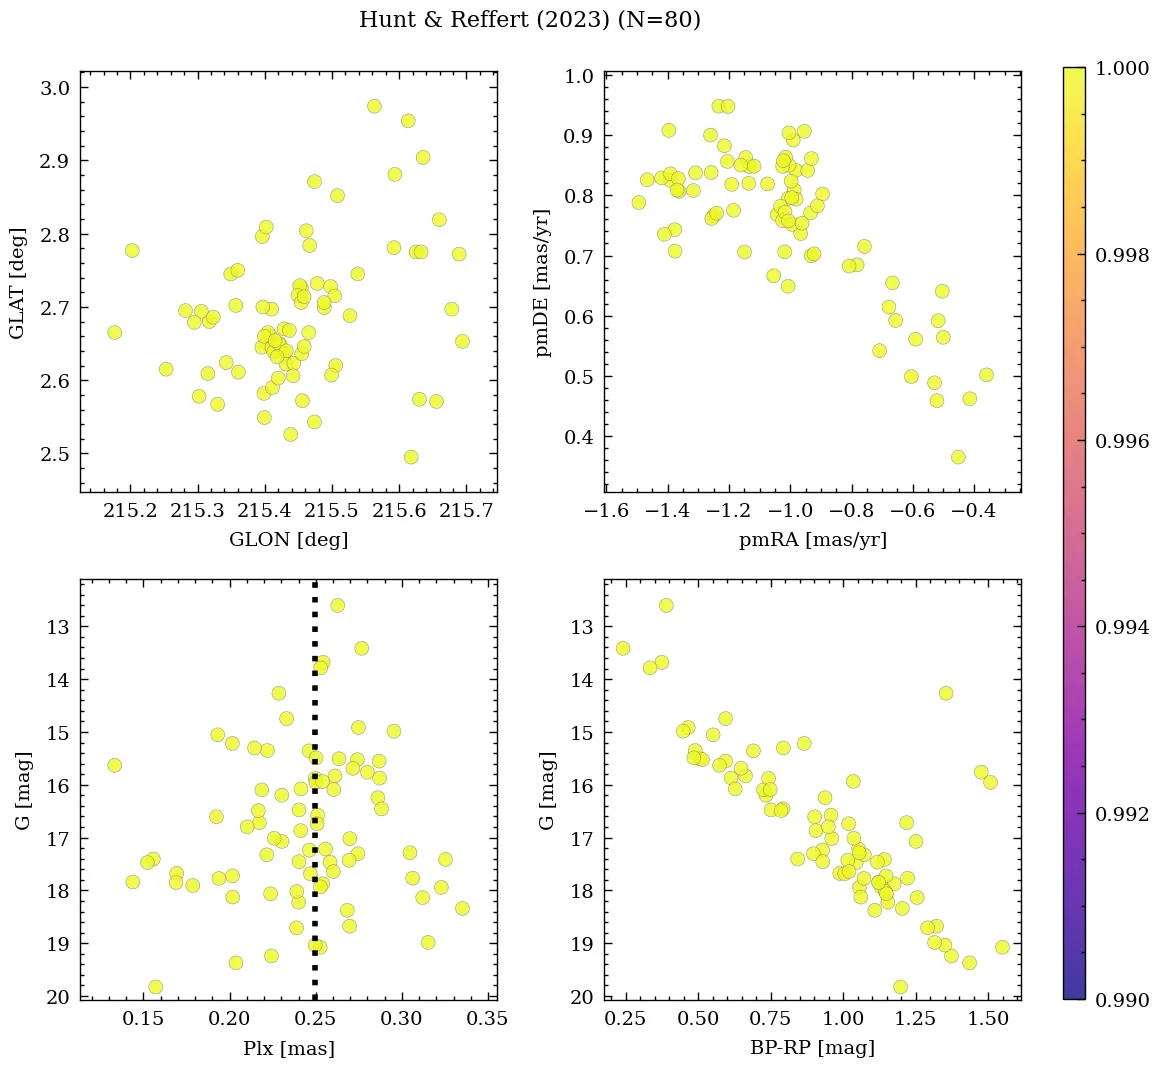 Hunt & Reffert (2023) (N=80)
3.0
2.9
2.8
2.7
2.6
2.5
GLAT [deg]
215.2 215.3 215.4 215.5 215.6 215.7
GLON [deg]
1.0
0.9
0.8
0.7
0.6
0.5
0.4
pmDE [mas/yr]
−1.6 −1.4 −1.2 −1.0 −0.8 −0.6 −0.4
pmRA [mas/yr]
13
14
15
16
17
18
19
20
G [mag]
0.15 0.20 0.25 0.30 0.35
Plx [mas]
13
14
15
16
17
18
19
20
G [mag]
0.25 0.50 0.75 1.00 1.25 1.50
BP-RP [mag]
1.000
0.998
0.996
0.994
0.992
0.990